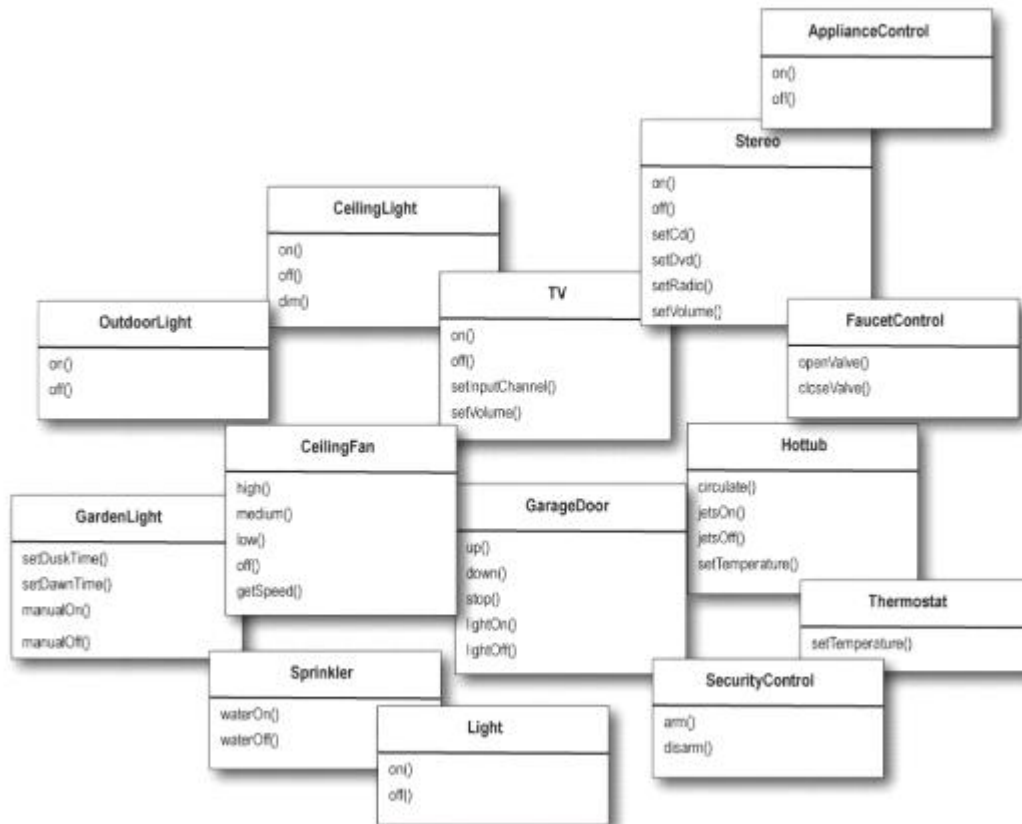 ApplianceControl
on()
off()
Stereo
on()
off()
setCd()
setDvd()
setRadio()
setVolume()
CeilingLight
on()
off()
dim()
TV
on()
off()
setInputChannel()
setVolume()
FaucetControl
openValve()
closeValve()
OutdoorLight
on()
off()
CeilingFan
high()
medium()
low()
off()
getSpeed()
Hottub
circulate()
jetsOn()
jetsOff()
setTemperature()
GardenLight
setDuskTime()
setDawnTime()
manualOn()
manualOff()
GarageDoor
up()
down()
stop()
lightOn()
lightOff()
Thermostat
setTemperature()
Sprinkler
waterOn()
waterOff()
SecurityControl
arm()
disarm()
Light
on()
off()